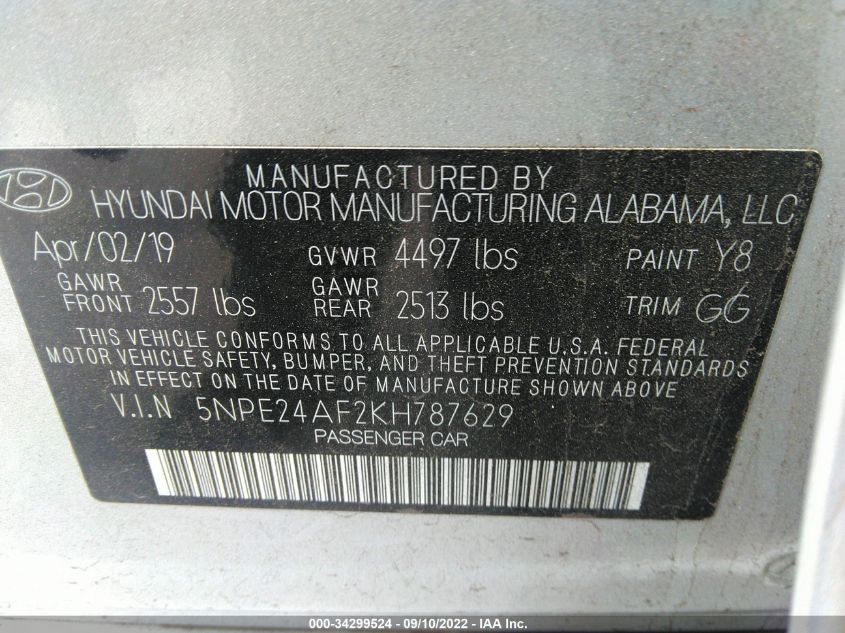 MANUFACTURED BY
HYUNDAI MOTOR MANUFACTURING ALABAMA, LLC
Apr/02/19 GVWR 4497 lbs PAINT Y8
GAWR FRONT 2557 lbs GAWR REAR 2513 lbs TRIM GG
THIS VEHICLE CONFORMS TO ALL APPLICABLE U.S.A. FEDERAL
MOTOR VEHICLE SAFETY, BUMPER, AND THEFT PREVENTION STANDARDS
IN EFFECT ON THE DATE OF MANUFACTURE SHOWN ABOVE.
V.I.N 5NPE24AF2KH787629
PASSENGER CAR
000-34299524 - 09/10/2022 - IAA Inc.